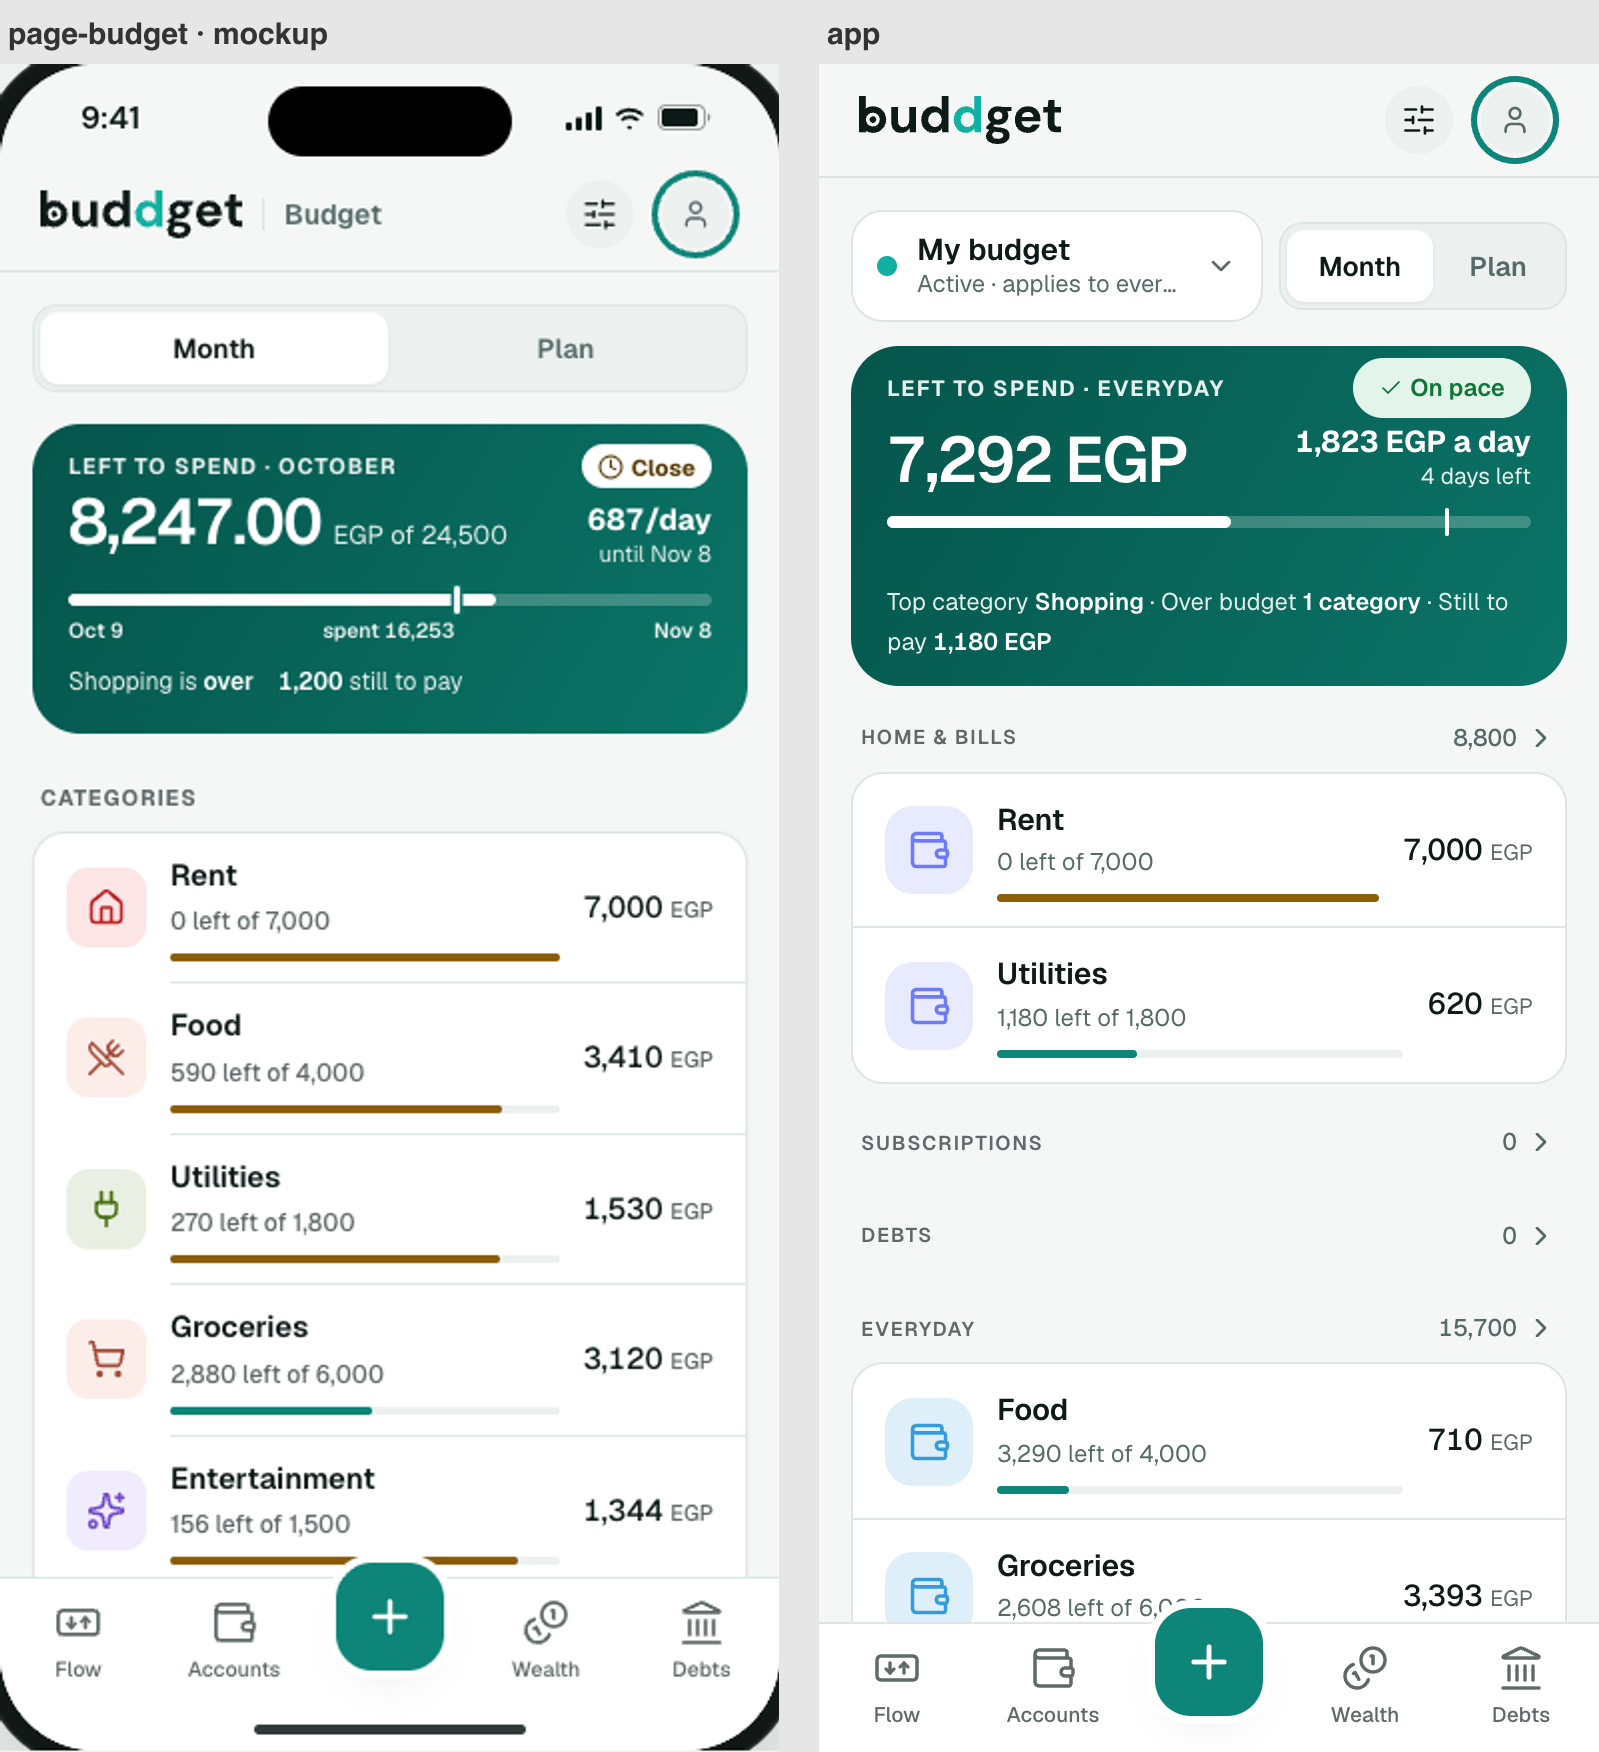 page-budget · mockup
9:41
buddget
Budget
Month
Plan
LEFT TO SPEND · OCTOBER
Close
8,247.00 EGP of 24,500
687/day
until Nov 8
Oct 9
spent 16,253
Nov 8
Shopping is over 1,200 still to pay
CATEGORIES
Rent
0 left of 7,000
7,000 EGP
Food
590 left of 4,000
3,410 EGP
Utilities
270 left of 1,800
1,530 EGP
Groceries
2,880 left of 6,000
3,120 EGP
Entertainment
156 left of 1,500
1,344 EGP
Flow
Accounts
Wealth
Debts
app
buddget
My budget
Active · applies to ever...
Month
Plan
LEFT TO SPEND · EVERYDAY
On pace
7,292 EGP
1,823 EGP a day
4 days left
Top category Shopping · Over budget 1 category · Still to
pay 1,180 EGP
HOME & BILLS
8,800
Rent
0 left of 7,000
7,000 EGP
Utilities
1,180 left of 1,800
620 EGP
SUBSCRIPTIONS
0
DEBTS
0
EVERYDAY
15,700
Food
3,290 left of 4,000
710 EGP
Groceries
2,608 left of
3,393 EGP
Flow
Accounts
Wealth
Debts